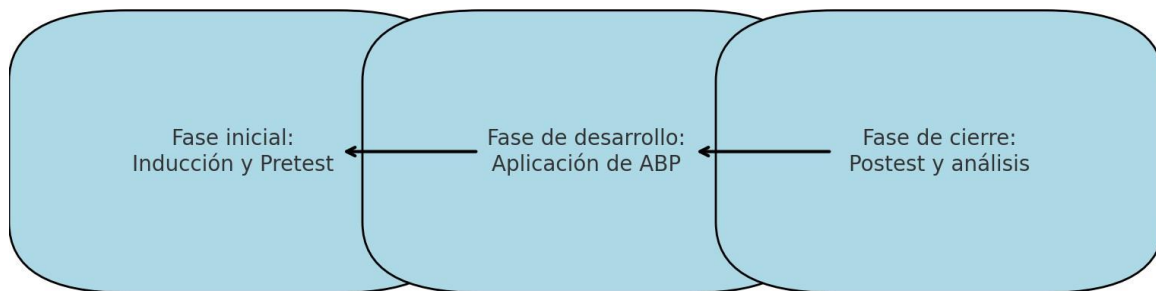 Fase inicial:
Inducción y Pretest
Fase de desarrollo:
Aplicación de ABP
Fase de cierre:
Postest y análisis